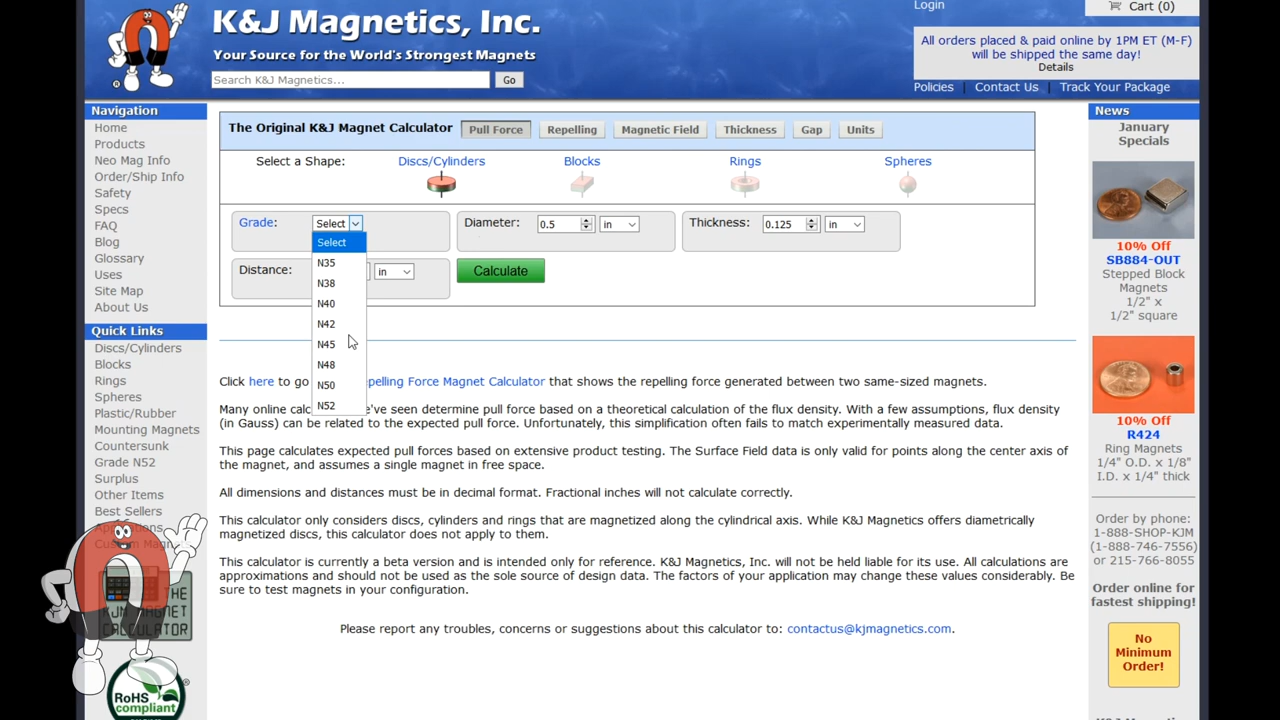 K&J Magnetics, Inc.
Your Source for the World's Strongest Magnets
Search K&J Magnetics...
Go
Login
Cart (0)
All orders placed & paid online by 1PM ET (M-F)
will be shipped the same day!
Details
Policies | Contact Us | Track Your Package
Navigation
Home
Products
Neo Mag Info
Order/Ship Info
Safety
Specs
FAQ
Blog
Glossary
Uses
Site Map
About Us
Quick Links
Discs/Cylinders
Blocks
Rings
Spheres
Plastic/Rubber
Mounting Magnets
Countersunk
Grade N52
Surplus
Other Items
Best Sellers
THE
KJM MAGNET
CALCULATOR
RoHS
compliant
The Original K&J Magnet Calculator
Pull Force
Repelling
Magnetic Field
Thickness
Gap
Units
Select a Shape:
Discs/Cylinders
Blocks
Rings
Spheres
Grade:
Select
Diameter:
0.5
in
Thickness:
0.125
in
Select
N35
N38
N40
N42
N45
N48
N50
N52
Distance:
in
Calculate
Click here to go epelling Force Magnet Calculator that shows the repelling force generated between two same-sized magnets.
Many online calc 've seen determine pull force based on a theoretical calculation of the flux density. With a few assumptions, flux density
(in Gauss) can be related to the expected pull force. Unfortunately, this simplification often fails to match experimentally measured data.
This page calculates expected pull forces based on extensive product testing. The Surface Field data is only valid for points along the center axis of
the magnet, and assumes a single magnet in free space.
All dimensions and distances must be in decimal format. Fractional inches will not calculate correctly.
This calculator only considers discs, cylinders and rings that are magnetized along the cylindrical axis. While K&J Magnetics offers diametrically
magnetized discs, this calculator does not apply to them.
This calculator is currently a beta version and is intended only for reference. K&J Magnetics, Inc. will not be held liable for its use. All calculations are
approximations and should not be used as the sole source of design data. The factors of your application may change these values considerably. Be
sure to test magnets in your configuration.
Please report any troubles, concerns or suggestions about this calculator to: contactus@kjmagnetics.com.
News
January
Specials
10% Off
SB884-OUT
Stepped Block
Magnets
1/2" x
1/2" square
10% Off
R424
Ring Magnets
1/4" O.D. x 1/8"
I.D. x 1/4" thick
Order by phone:
1-888-SHOP-KJM
(1-888-746-7556)
or 215-766-8055
Order online for
fastest shipping!
No
Minimum
Order!